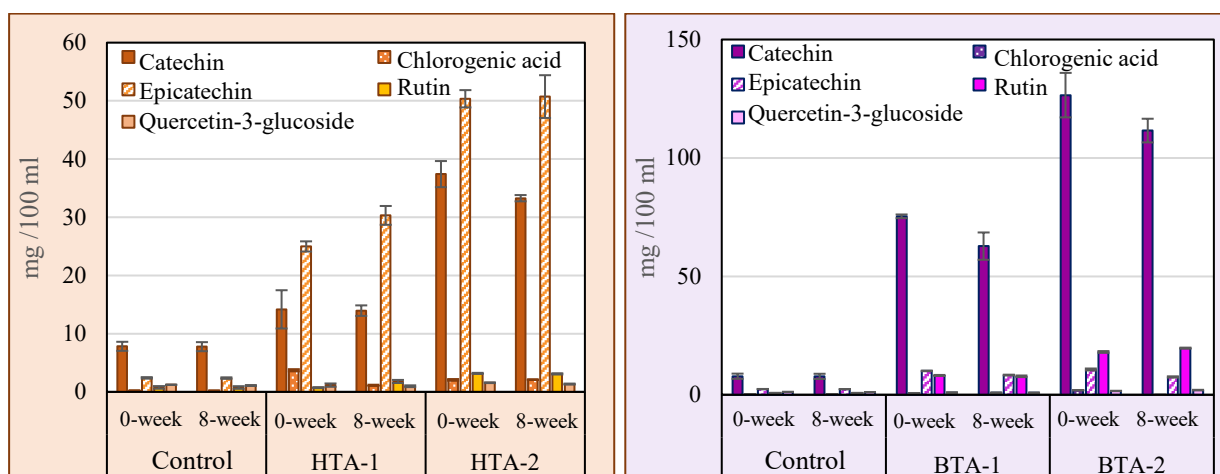 60
50
40
30
20
10
0
mg /100 ml
Catechin
Chlorogenic acid
Epicatechin
Rutin
Quercetin-3-glucoside
0-week 8-week 0-week 8-week 0-week 8-week
Control HTA-1 HTA-2
150
100
50
0
mg /100 ml
Catechin
Chlorogenic acid
Epicatechin
Rutin
Quercetin-3-glucoside
0-week 8-week 0-week 8-week 0-week 8-week
Control BTA-1 BTA-2